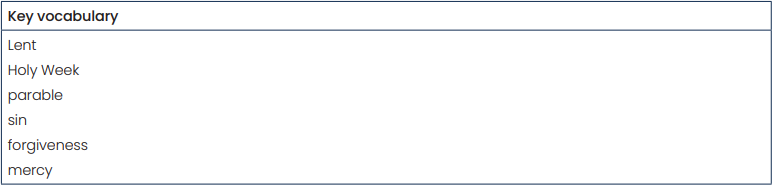 Key vocabulary
Lent
Holy Week
parable
sin
forgiveness
mercy